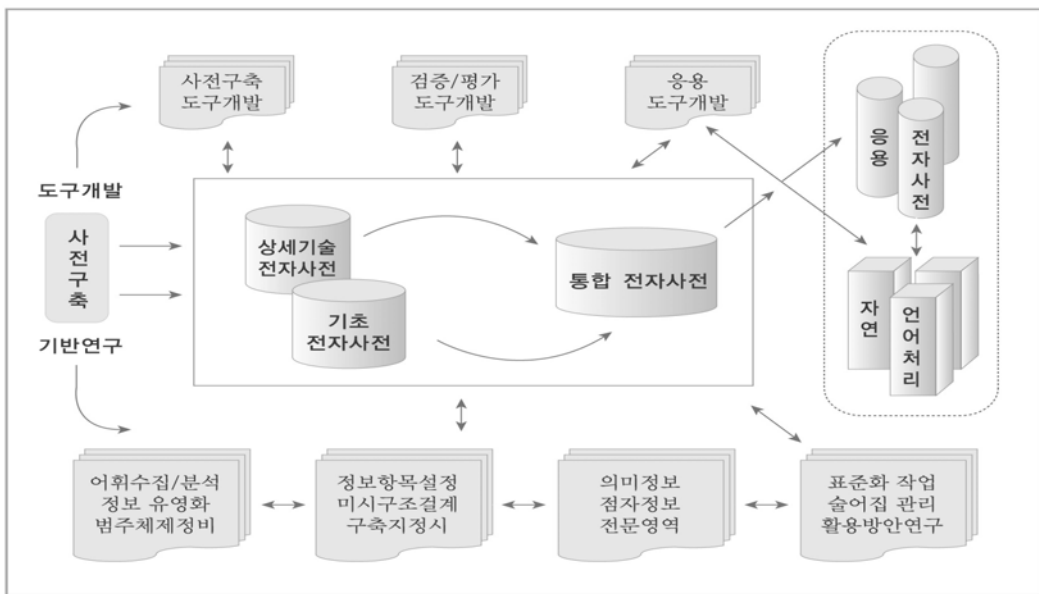 사전구축
도구개발
검증/평가
도구개발
응용
도구개발
응용
전자사전
도구개발
사전구축
기반연구
상세기술
전자사전
기초
전자사전
통합 전자사전
자연
언어처리
어휘수집/분석
정보 유영화
범주체제정비
정보항목설정
미시구조걸계
구축지정시
의미정보
점자정보
전문영역
표준화 작업
술어집 관리
활용방안연구